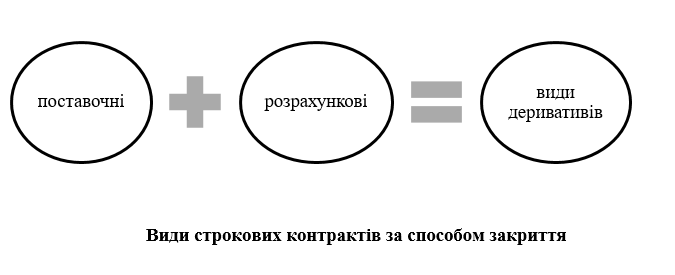 поставочні
розрахункові
види
деривативів
Види строкових контрактів за способом закриття